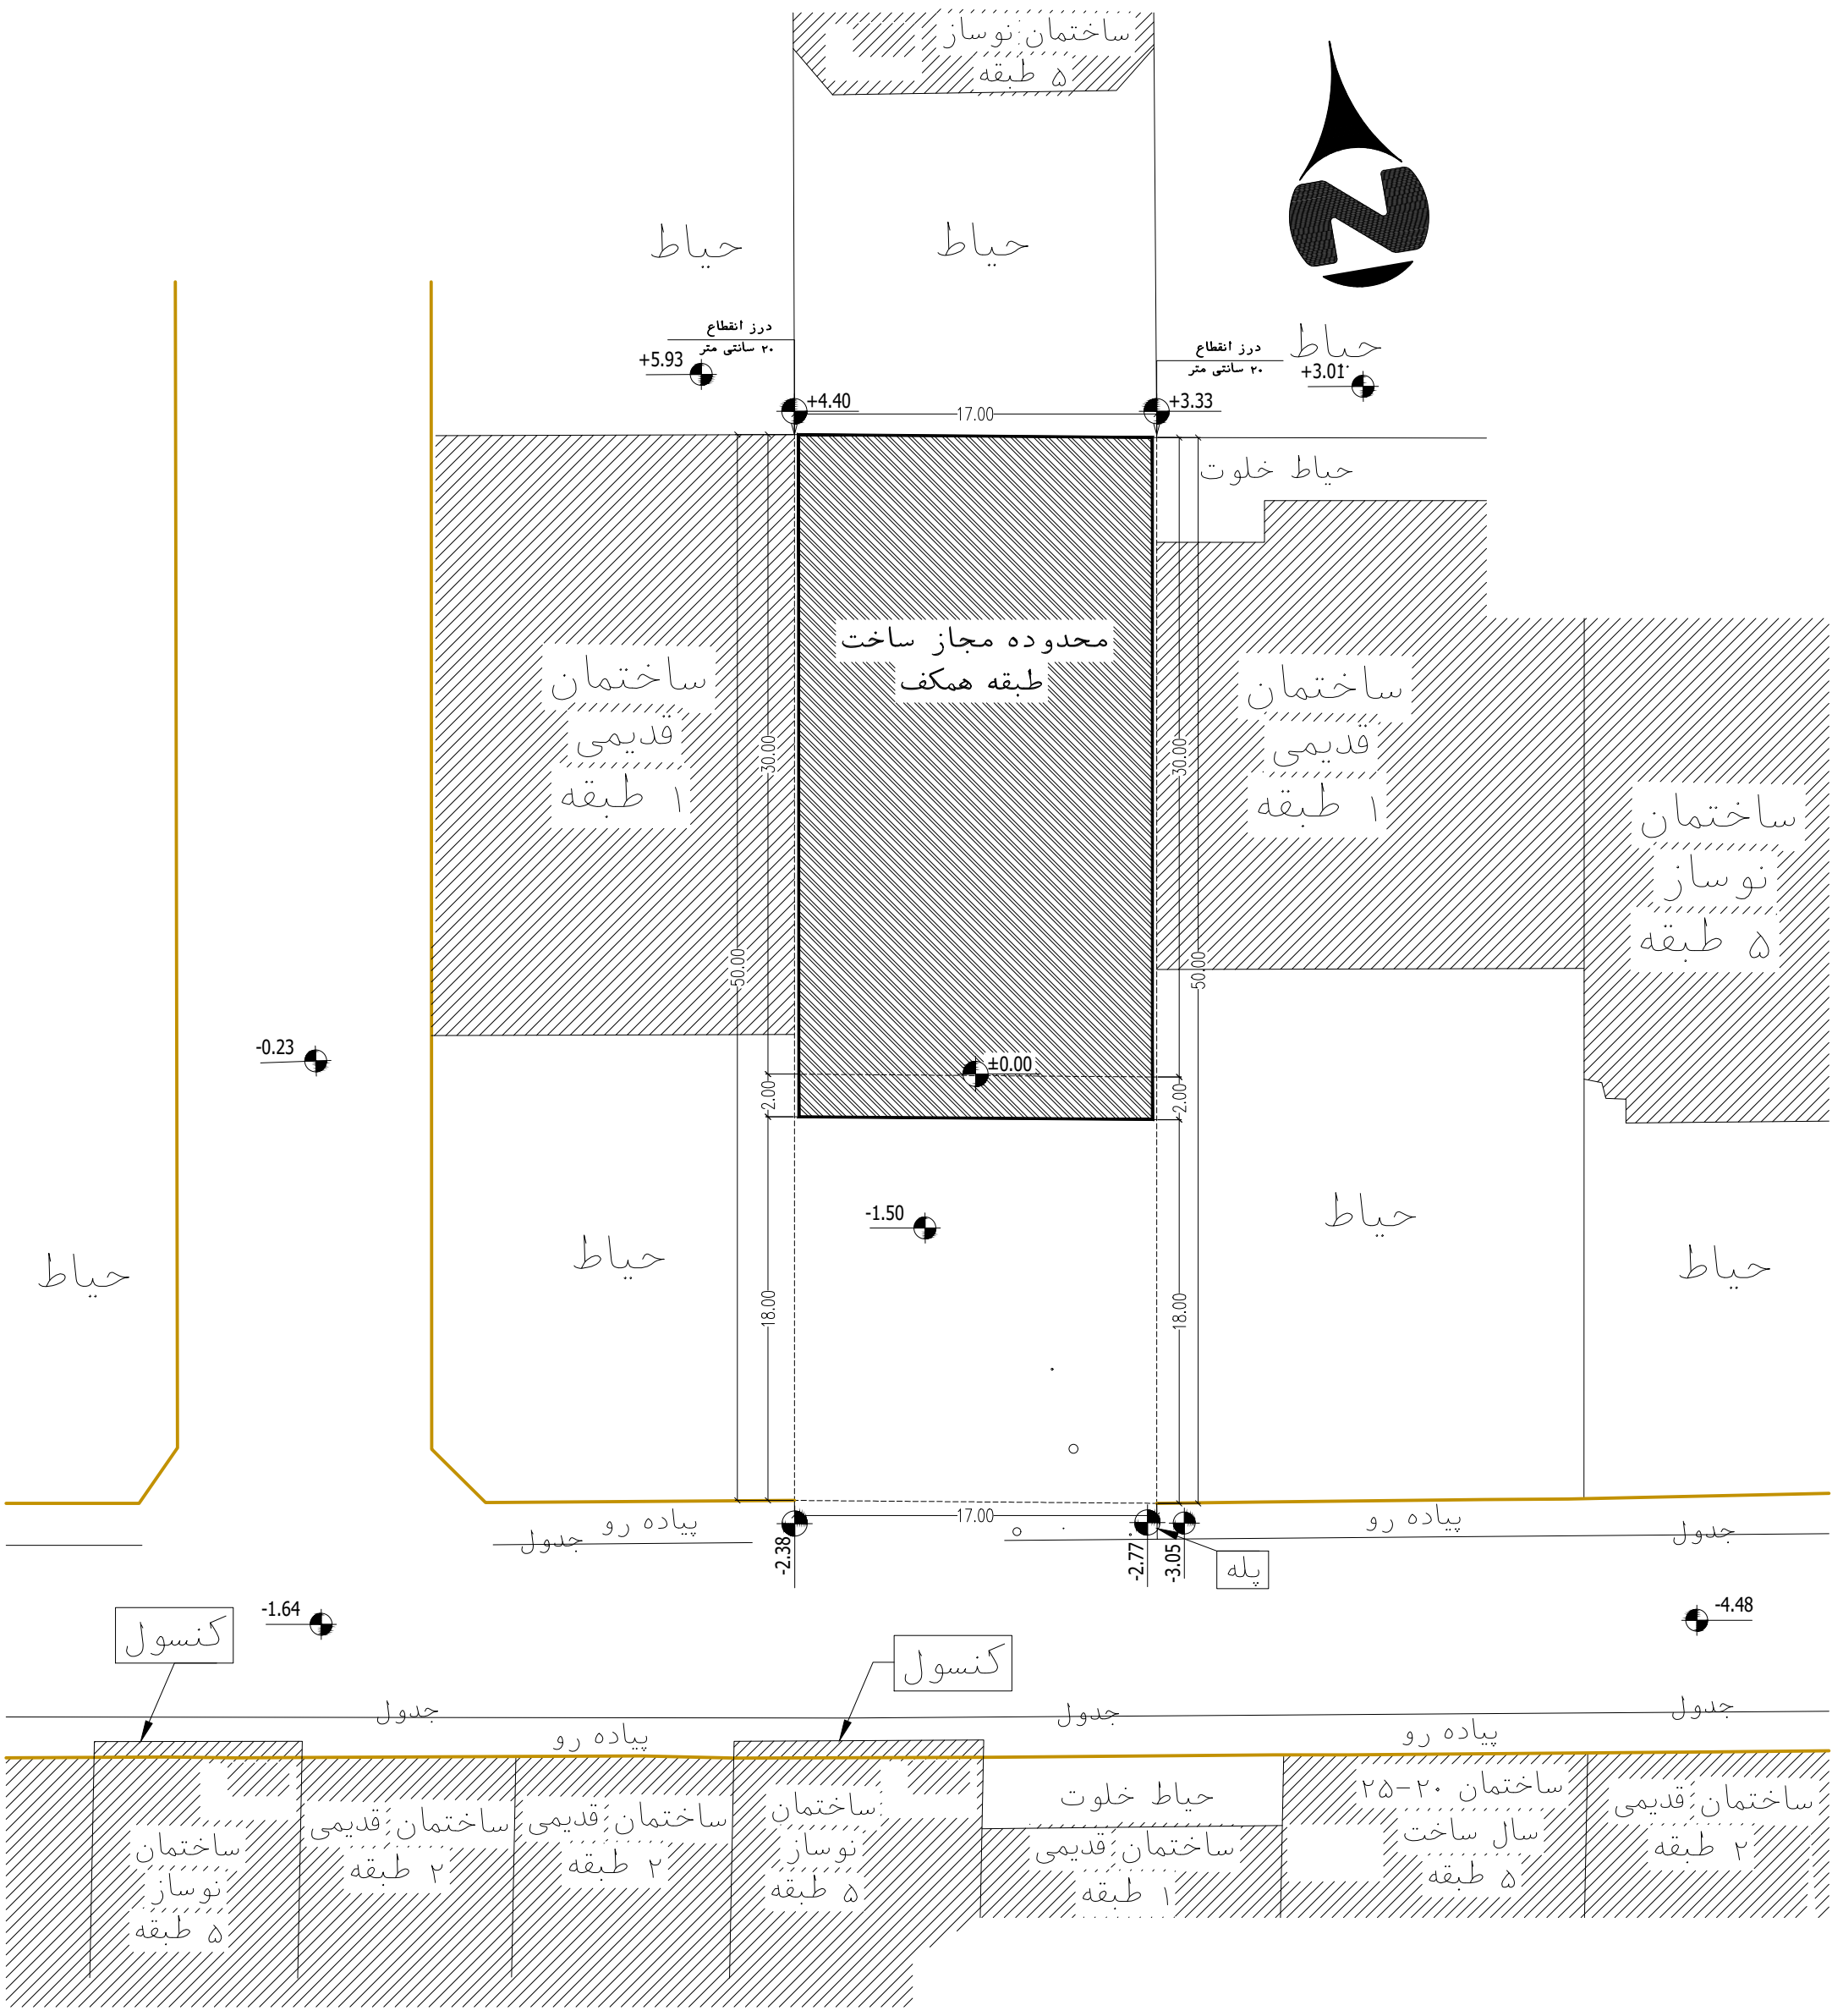 ساختمان نوساز
۵ طبقه
N
حیاط
حیاط
حیاط
درز انقطاع
۲۰ سانتی متر
درز انقطاع
۲۰ سانتی متر
+5.93
+3.01
+4.40
17.00
+3.33
حیاط خلوت
محدوده مجاز ساخت
طبقه همکف
ساختمان
قدیمی
۱ طبقه
ساختمان
قدیمی
۱ طبقه
30.00
30.00
ساختمان
نوساز
۵ طبقه
50.00
50.00
-0.23
±0.00
2.00
2.00
-1.50
حیاط
حیاط
حیاط
حیاط
18.00
18.00
پیاده رو
جدول
17.00
پیاده رو
جدول
-2.38
-2.77
-3.05
پله
-1.64
-4.48
کنسول
کنسول
جدول
جدول
جدول
پیاده رو
پیاده رو
ساختمان
نوساز
۵ طبقه
ساختمان قدیمی
۲ طبقه
ساختمان قدیمی
۲ طبقه
ساختمان
نوساز
۵ طبقه
حیاط خلوت
ساختمان قدیمی
۱ طبقه
ساختمان ۲۰-۲۵
سال ساخت
۵ طبقه
ساختمان قدیمی
۲ طبقه